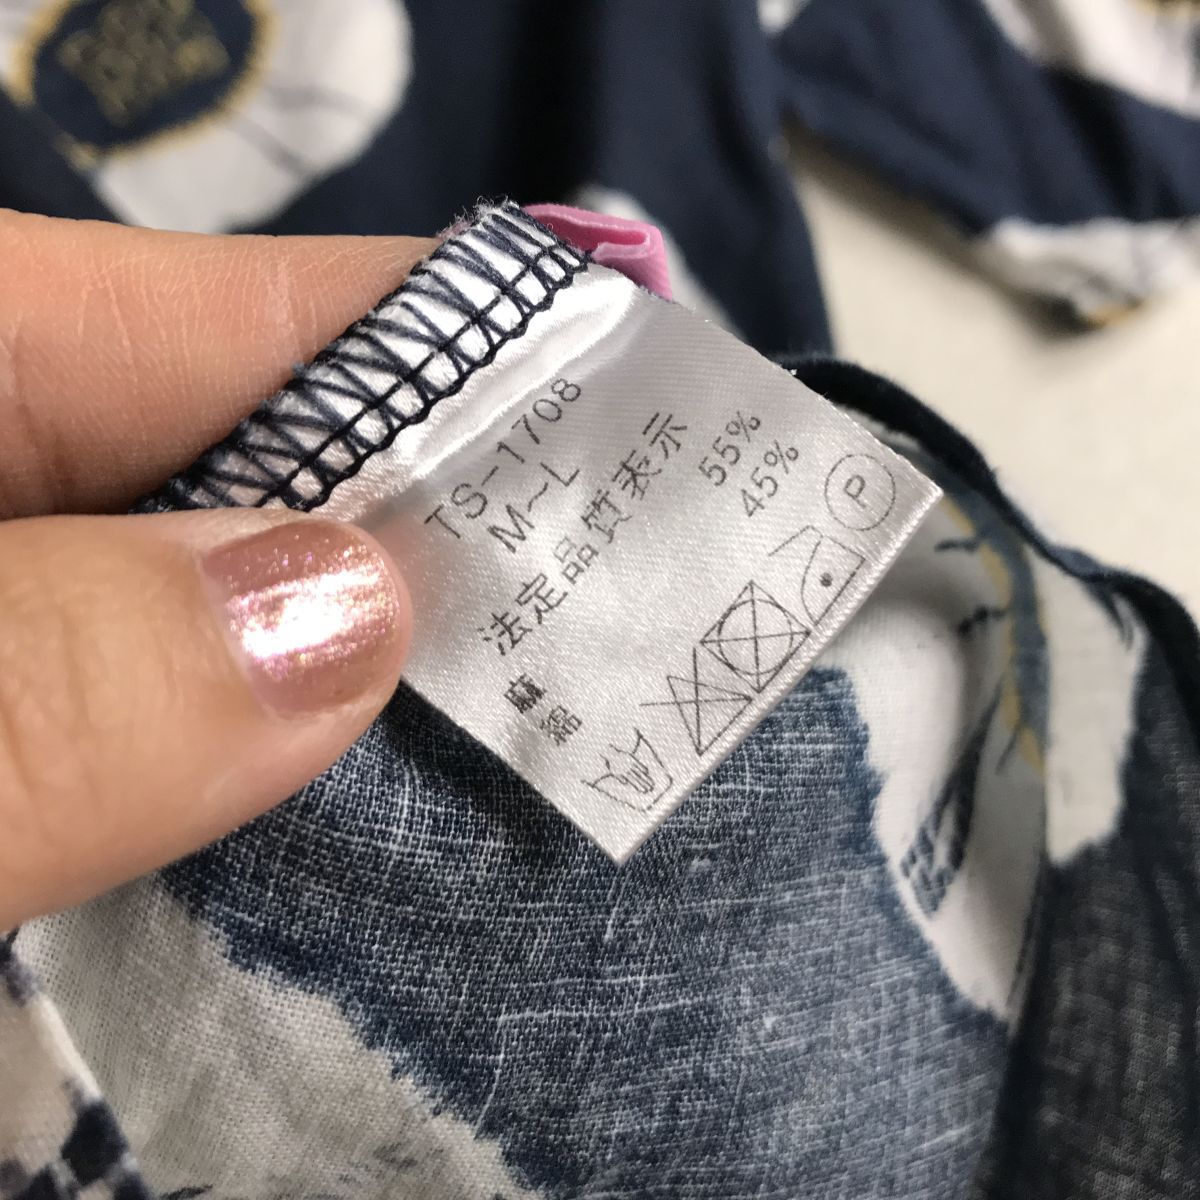 TS-1708
M~L
法定品質表示
麻 55%
綿 45%
P